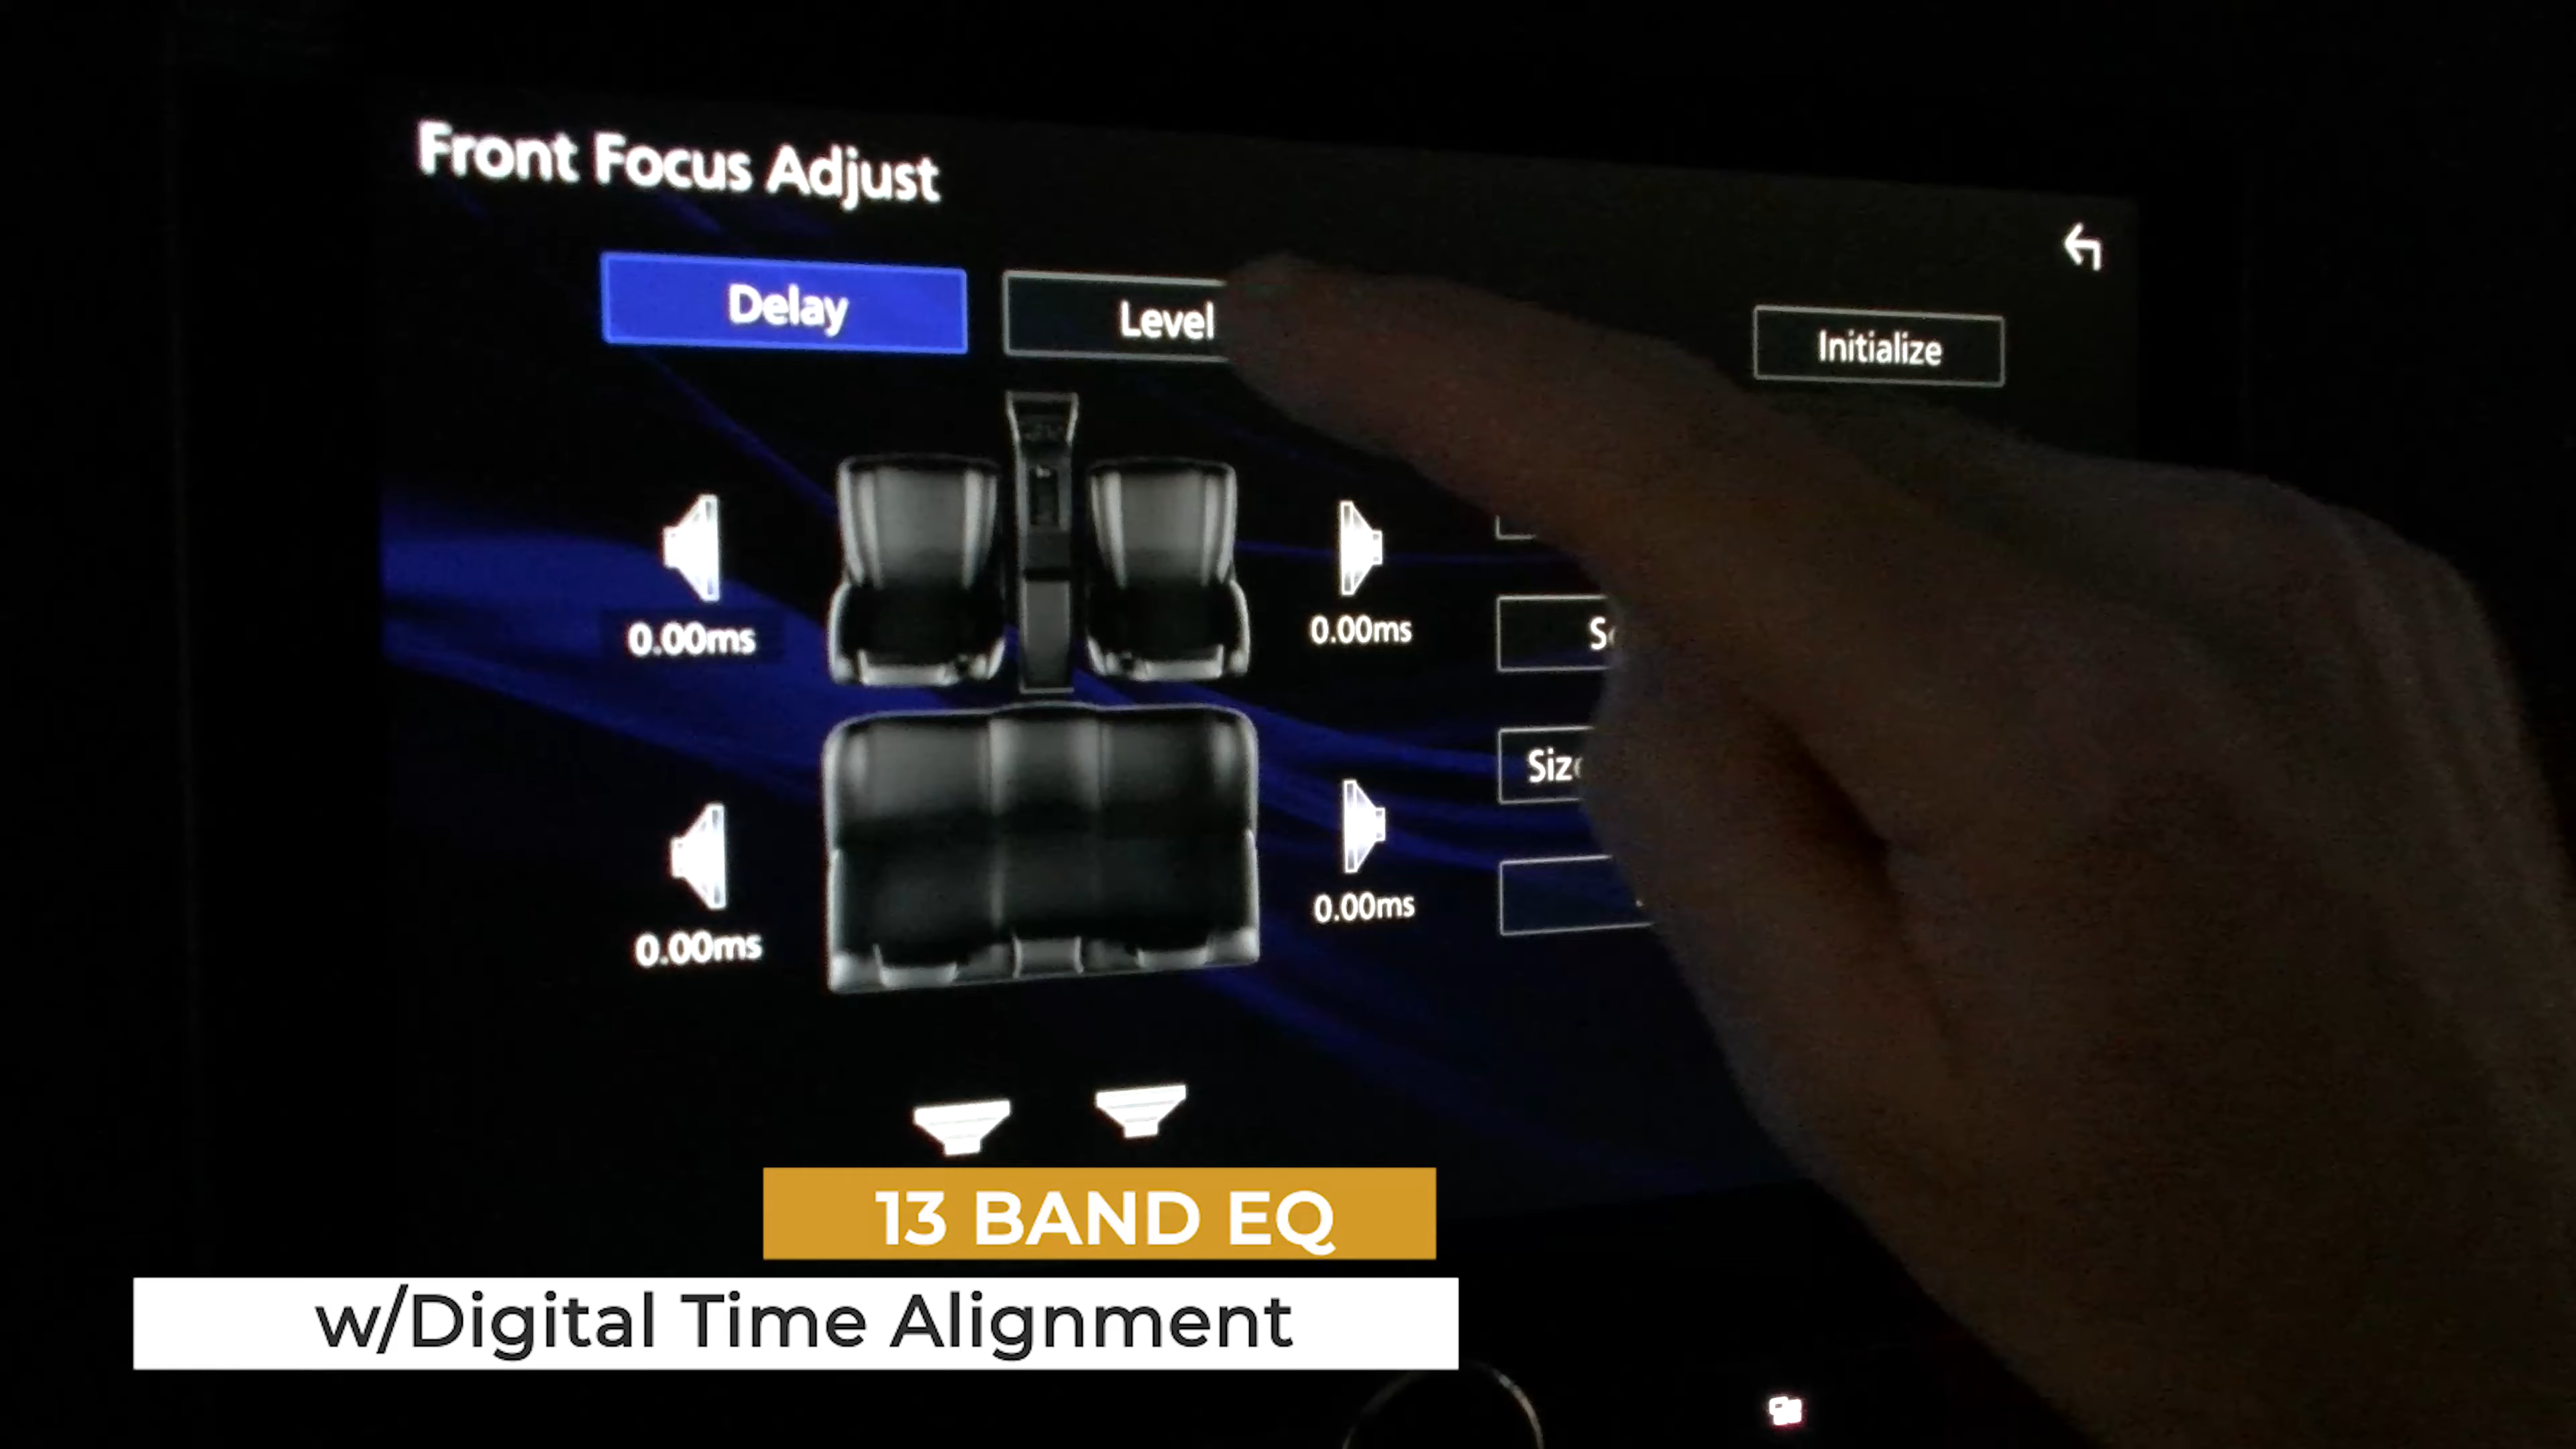 Front Focus Adjust
Delay
Level
Initialize
0.00ms
0.00ms
0.00ms
0.00ms
13 BAND EQ
w/Digital Time Alignment